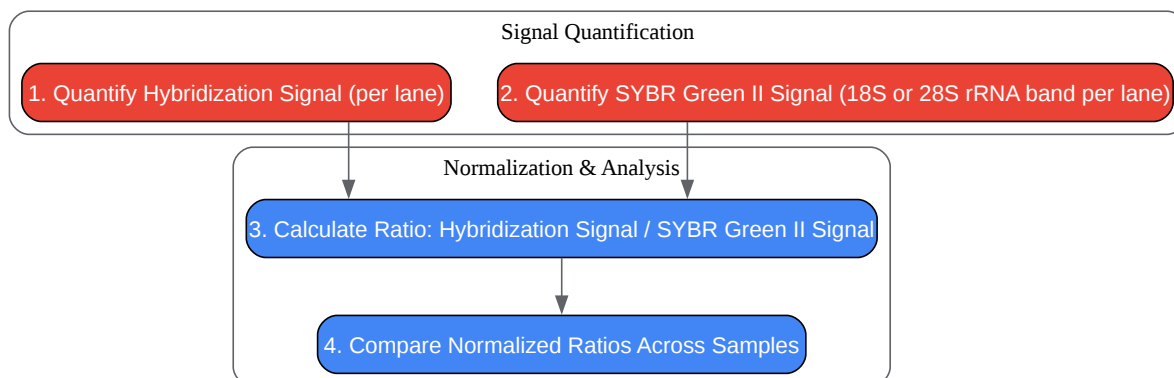 Signal Quantification
1. Quantify Hybridization Signal (per lane)
2. Quantify SYBR Green II Signal (18S or 28S rRNA band per lane)
Normalization & Analysis
3. Calculate Ratio: Hybridization Signal / SYBR Green II Signal
4. Compare Normalized Ratios Across Samples